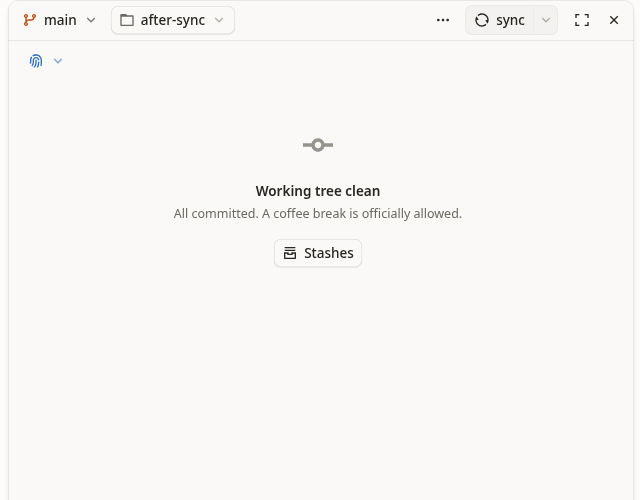 main
after-sync
sync
Working tree clean
All committed. A coffee break is officially allowed.
Stashes